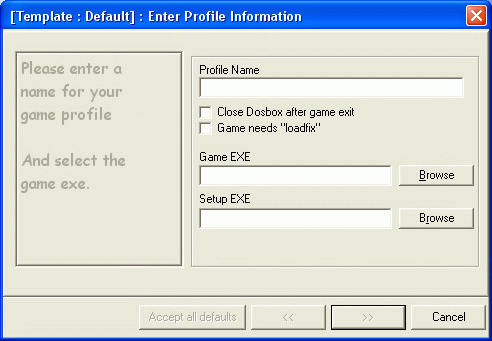 [Template : Default] : Enter Profile Information
Please enter a
name for your
game profile
And select the
game exe.
Profile Name
Close Dosbox after game exit
Game needs "loadfix"
Game EXE
Browse
Setup EXE
Browse
Accept all defaults
<<
>>
Cancel